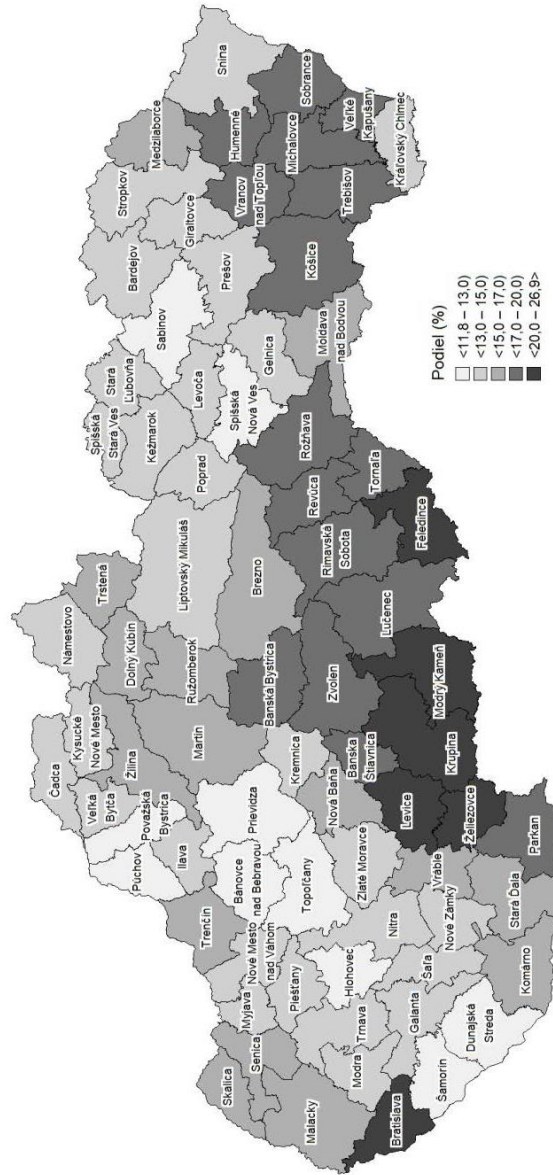 Snina
Medzilaborce
Stropkov
Humenné
Sobrance
Giraltovce
Vranov
nad Topľou
Michalovce
Veľké
Kapušany
Kráľovský Chlmec
Bardejov
Prešov
Trebišov
Košice
Sabinov
Moldava
nad Bodvou
Gelnica
Stará
Ľubovňa
Spišská
Stará Ves
Levoča
Kežmarok
Spišská
Nová Ves
Poprad
Rožňava
Revúca
Tornaľa
Liptovský Mikuláš
Brezno
Rimavská
Sobota
Feledince
Trstená
Námestovo
Dolný Kubín
Ružomberok
Lučenec
Banská Bystrica
Zvolen
Modrý Kameň
Čadca
Kysucké
Nové Mesto
Žilina
Martin
Kremnica
Banska
Štiavnica
Krupina
Veľká
Bytča
Považská
Bystrica
Nová Baňa
Levice
Želiezovce
Púchov
Ilava
Prievidza
Parkan
Bánovce
nad Bebravou
Topoľčany
Zlaté Moravce
Vráble
Trenčín
Nitra
Nové Zámky
Stará Ďala
Nové Mesto
nad Váhom
Piešťany
Hlohovec
Šaľa
Komárno
Myjava
Trnava
Galanta
Dunajská
Streda
Senica
Skalica
Modra
Šamorín
Malacky
Bratislava
Podiel (%)
<11,8 – 13,0)
<13,0 – 15,0)
<15,0 – 17,0)
<17,0 – 20,0)
<20,0 – 26,9>